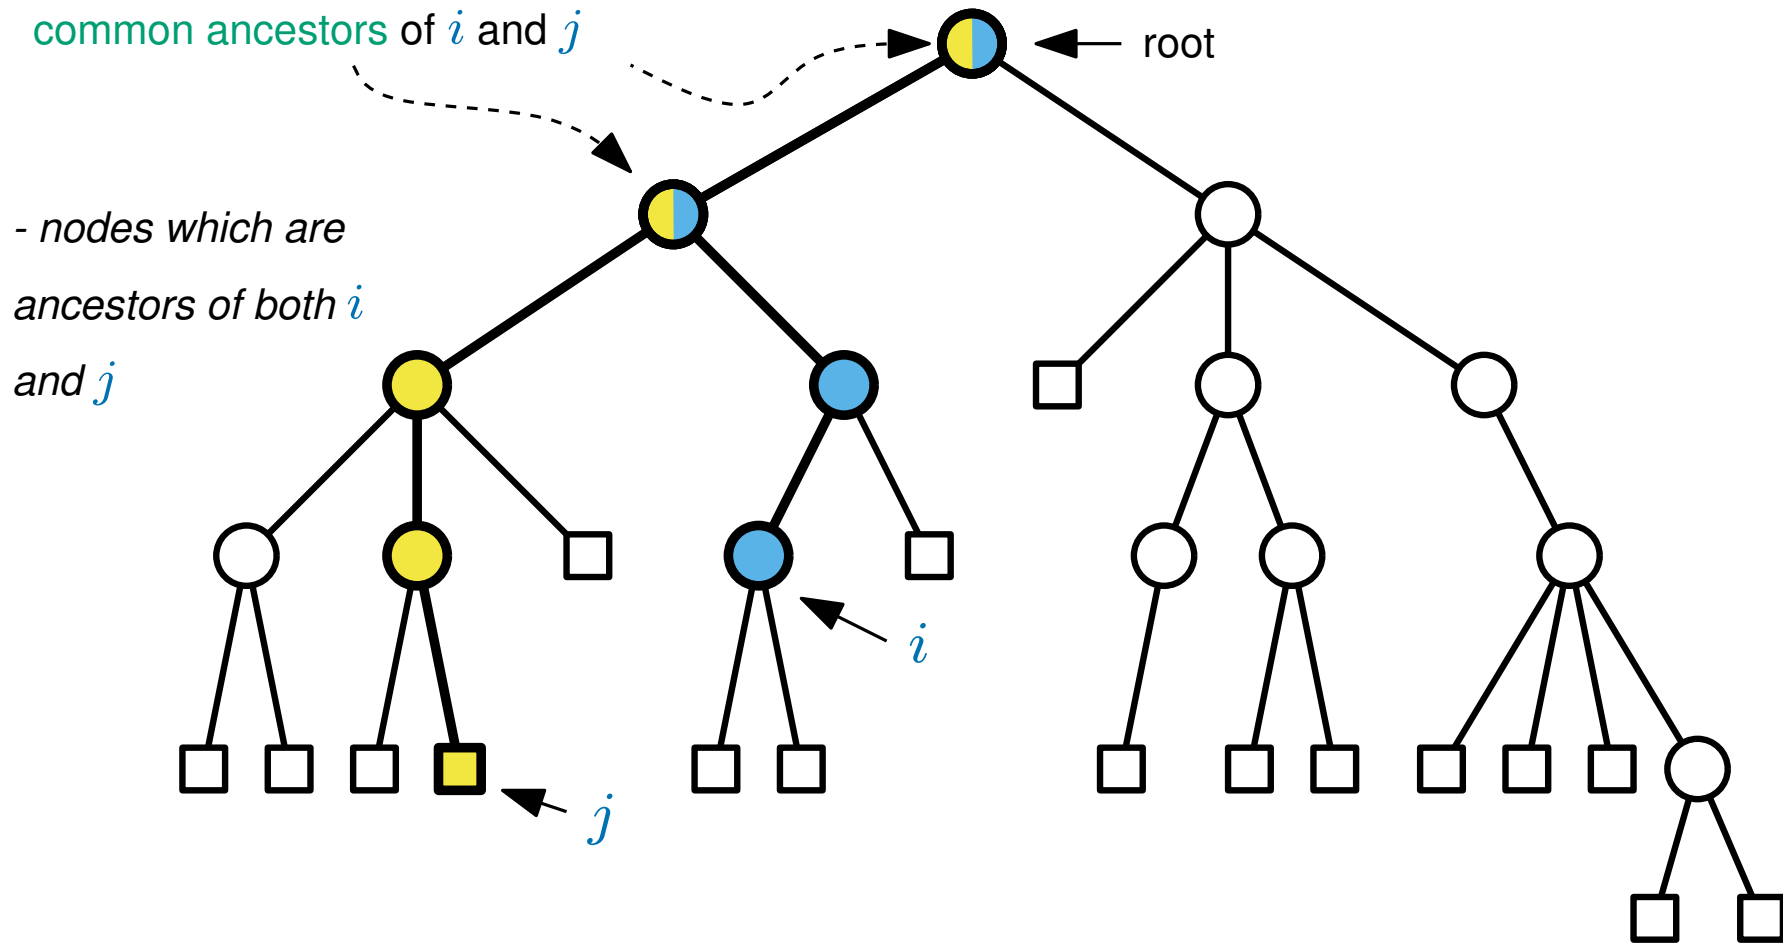 common ancestors of i and j
root
- nodes which are
ancestors of both i
and j
i
j